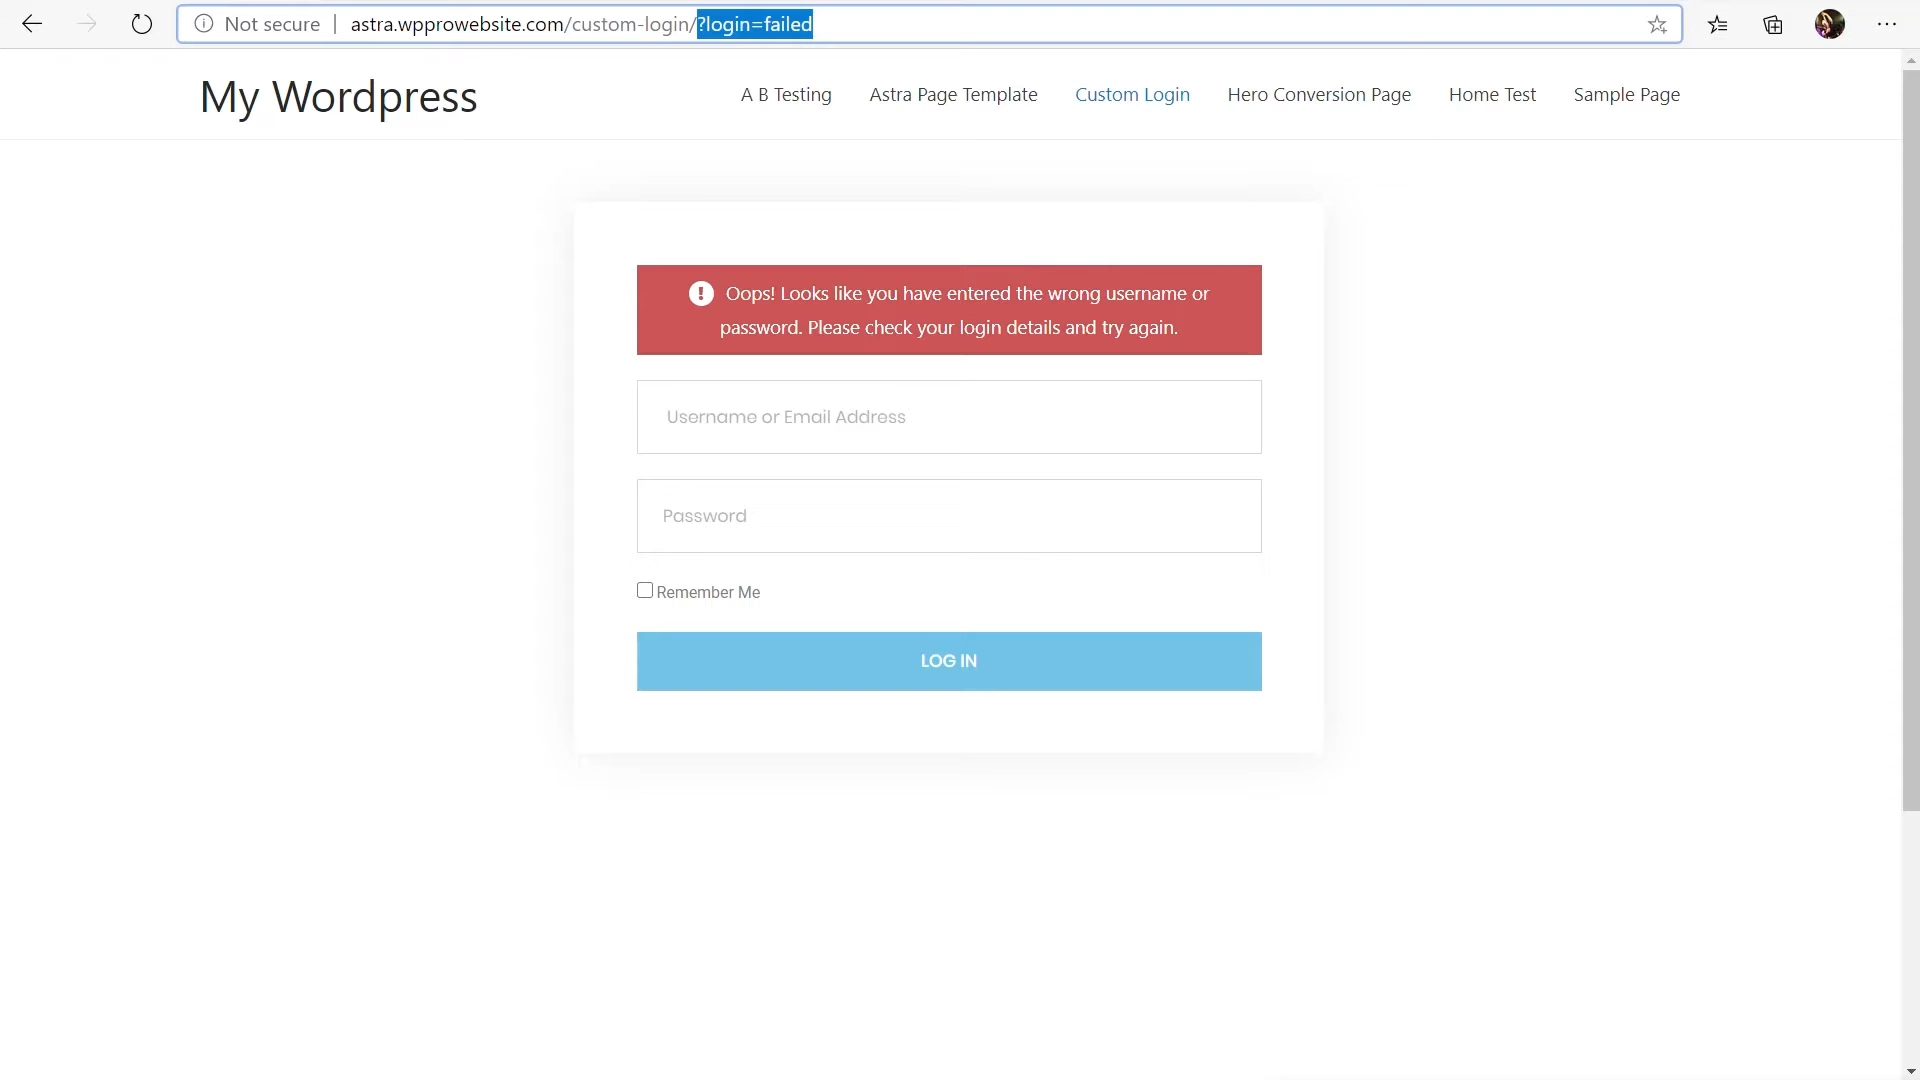 Not secure | astra.wpprowebsite.com/custom-login/?login=failed
My Wordpress
A B Testing
Astra Page Template
Custom Login
Hero Conversion Page
Home Test
Sample Page
Oops! Looks like you have entered the wrong username or
password. Please check your login details and try again.
Username or Email Address
Password
Remember Me
LOG IN